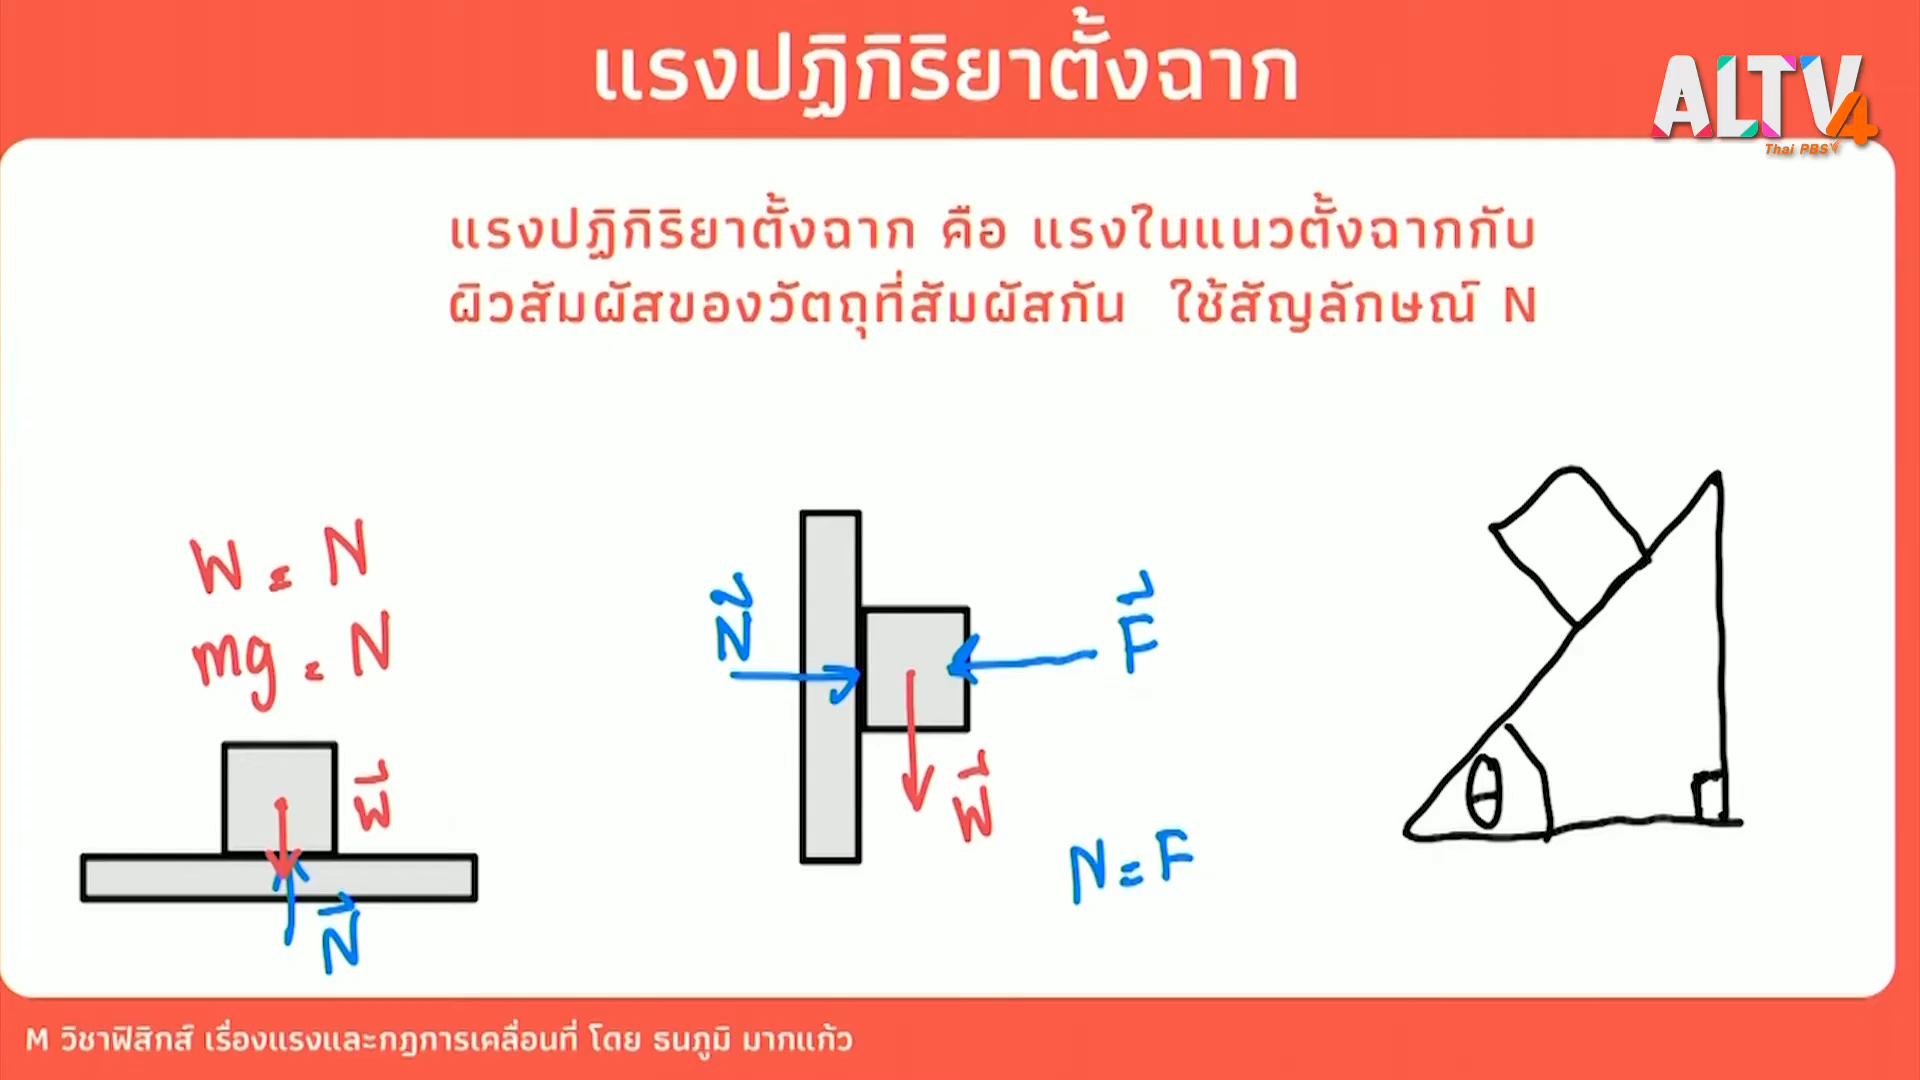 แรงปฏิกิริยาตั้งฉาก
ALTV4
Thai PBS
แรงปฏิกิริยาตั้งฉาก คือ แรงในแนวตั้งฉากกับ
ผิวสัมผัสของวัตถุที่สัมผัสกัน ใช้สัญลักษณ์ N
W = N
mg = N
W
N
N
F
W
N = F
θ
M วิชาฟิสิกส์ เรื่องแรงและกฎการเคลื่อนที่ โดย ธนภูมิ มากแก้ว